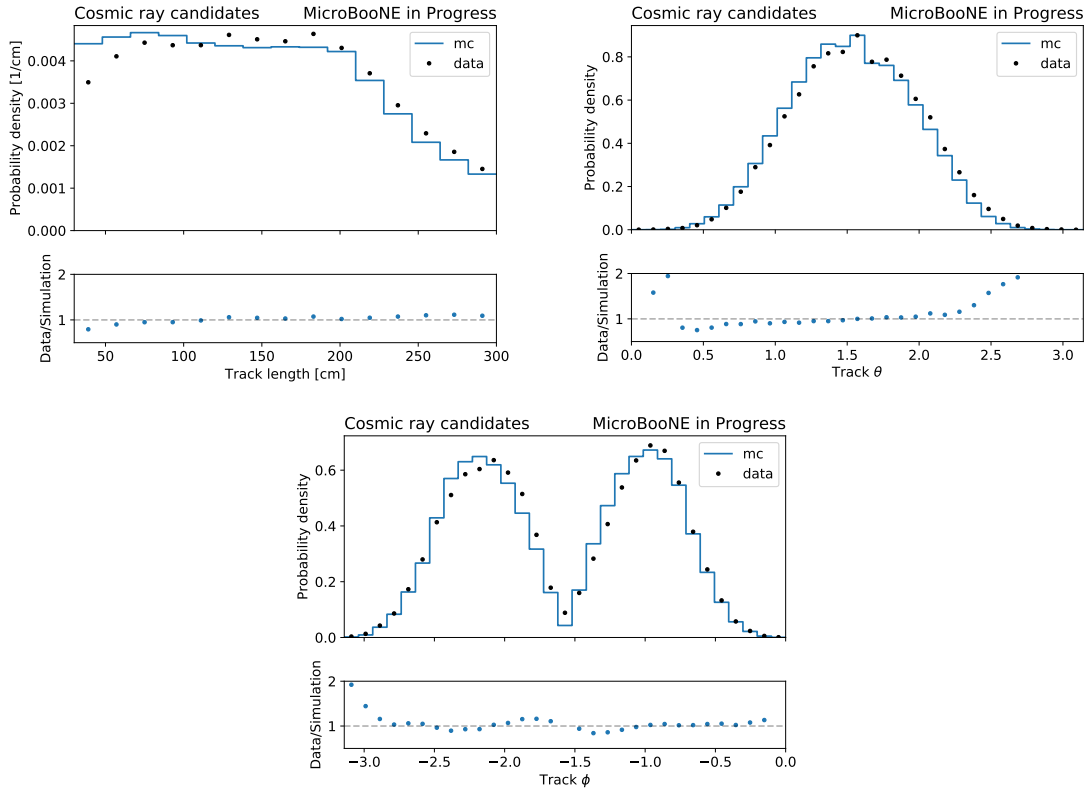 Cosmic ray candidates MicroBooNE in Progress
Probability density [1/cm]
0.004
0.003
0.002
0.001
0.000
mc
data
Data/Simulation
2
1
50 100 150 200 250 300
Track length [cm]
Cosmic ray candidates MicroBooNE in Progress
Probability density
0.8
0.6
0.4
0.2
0.0
mc
data
Data/Simulation
2
1
0.0 0.5 1.0 1.5 2.0 2.5 3.0
Track θ
Cosmic ray candidates MicroBooNE in Progress
Probability density
0.6
0.4
0.2
0.0
mc
data
Data/Simulation
2
1
−3.0 −2.5 −2.0 −1.5 −1.0 −0.5 0.0
Track ϕ